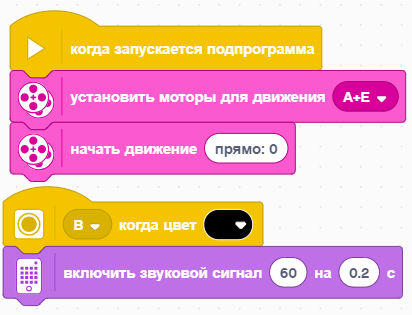 когда запускается подпрограмма
установить моторы для движения A+E
начать движение прямо: 0
B когда цвет
включить звуковой сигнал 60 на 0.2 с